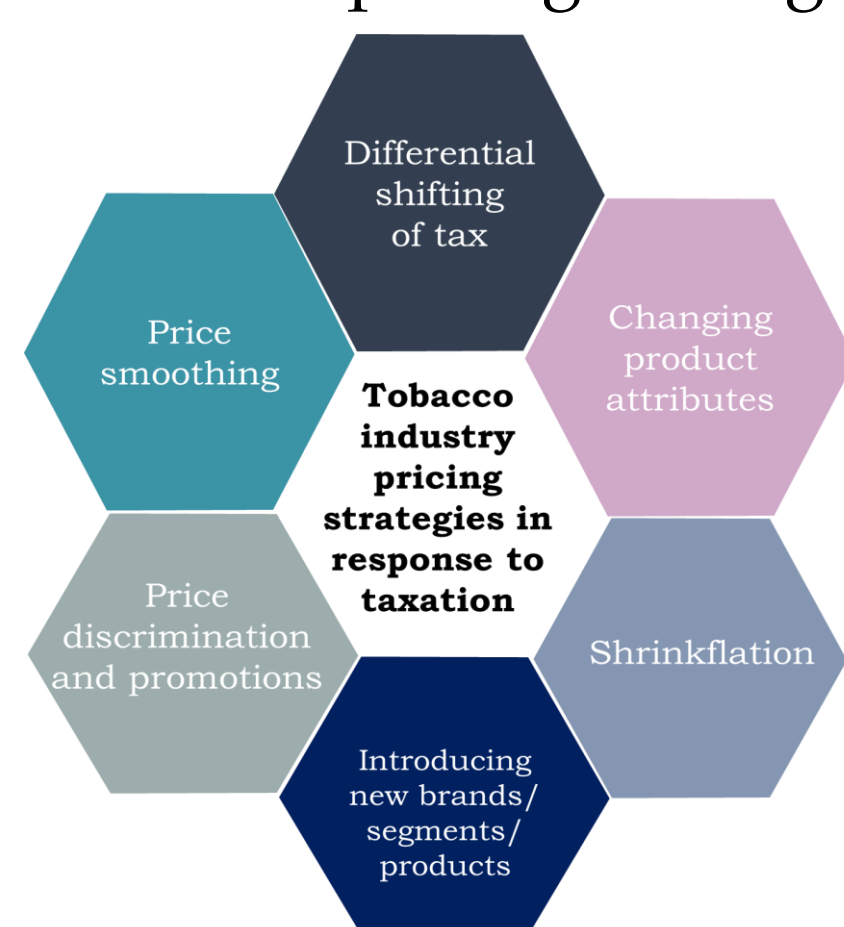 Differential
shifting
of tax
Changing
product
attributes
Price
smoothing
Tobacco
industry
pricing
strategies in
response to
taxation
Price
discrimination
and promotions
Shrinkflation
Introducing
new brands/
segments/
products